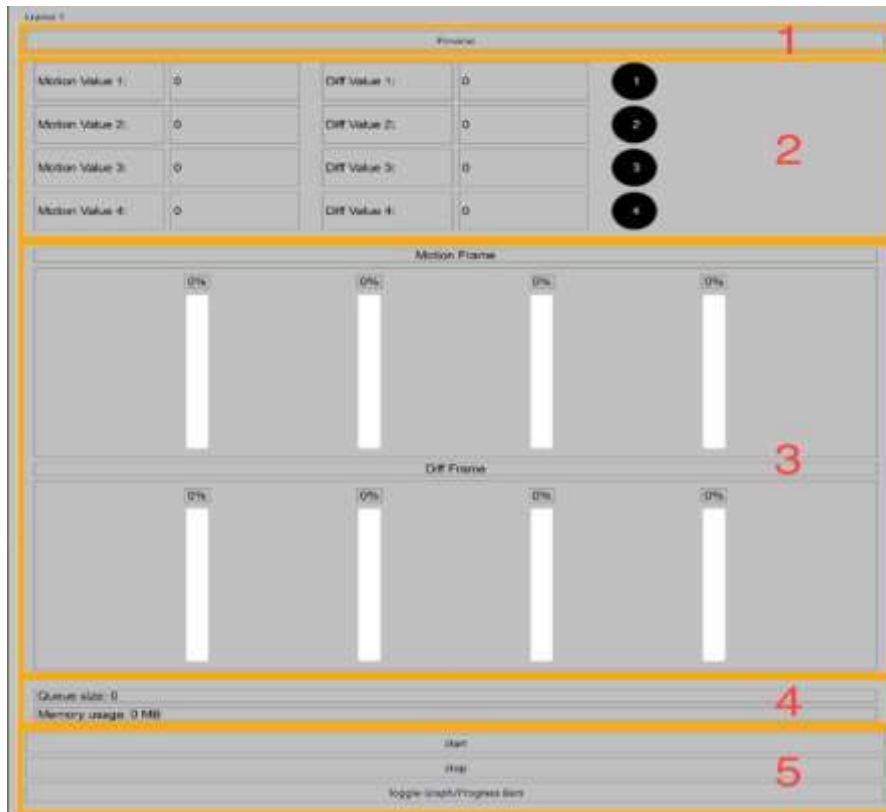 1
Motion Value 1: 0 Diff Value 1: 0 1
Motion Value 2: 0 Diff Value 2: 0 2
Motion Value 3: 0 Diff Value 3: 0 3
Motion Value 4: 0 Diff Value 4: 0 4
2
Motion Frame
0% 0% 0% 0%
3
Diff Frame
0% 0% 0% 0%
Queue size: 0
Memory usage: 0 MB
4
start
stop
5
Toggle Graph/Progress Bars